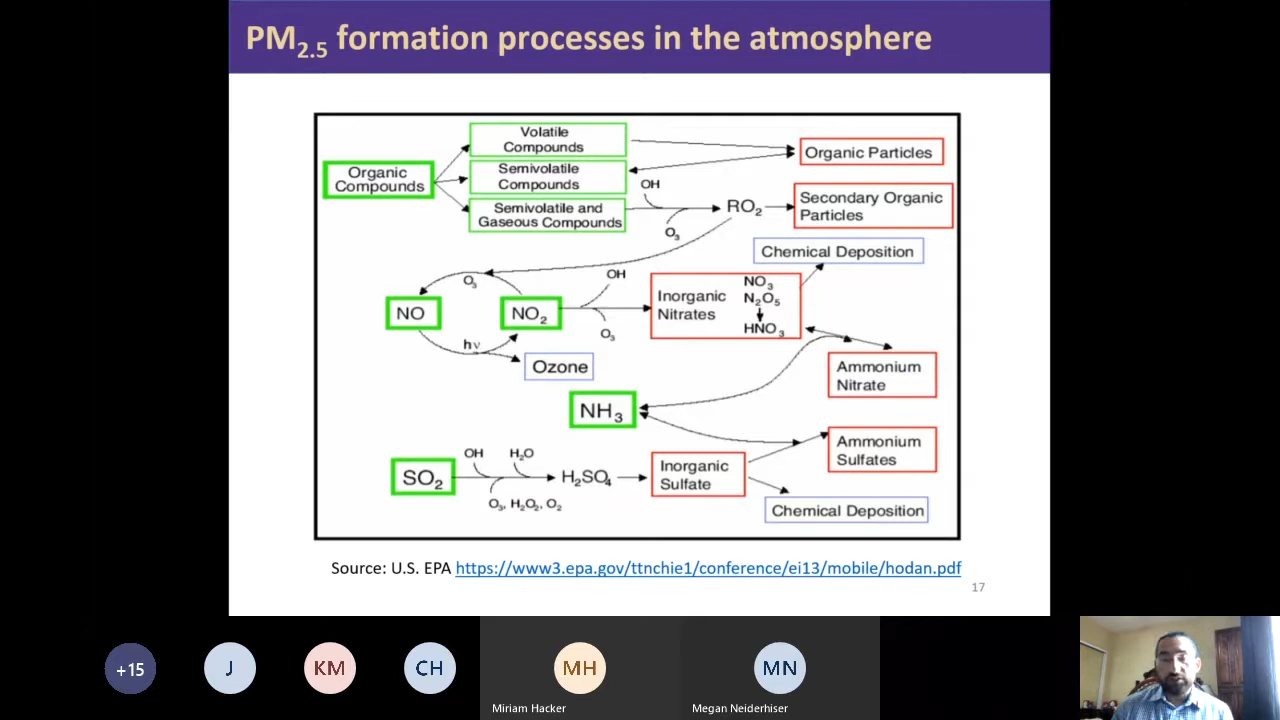 PM2.5 formation processes in the atmosphere
Volatile
Compounds
Organic Particles
Organic
Compounds
Semivolatile
Compounds
OH
Semivolatile and
Gaseous Compounds
O3
RO2
Secondary Organic
Particles
Chemical Deposition
O3
OH
NO
NO2
O3
Inorganic
Nitrates
NO3
N2O5
HNO3
hν
Ozone
Ammonium
Nitrate
NH3
Ammonium
Sulfates
OH
H2O
SO2
H2SO4
O3, H2O2, O2
Inorganic
Sulfate
Chemical Deposition
Source: U.S. EPA https://www3.epa.gov/ttnchie1/conference/ei13/mobile/hodan.pdf
17
+15
J
KM
CH
MH
MN
Miriam Hacker
Megan Neiderhiser